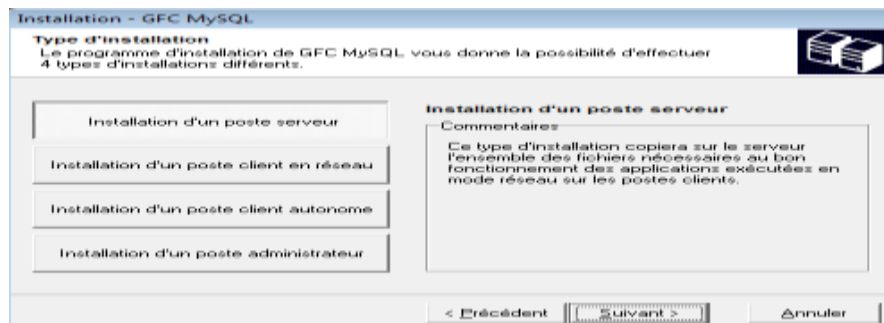 Installation - GFC MySQL
Type d'installation
Le programme d'installation de GFC MySQL vous donne la possibilité d'effectuer
4 types d'installations différents.
Installation d'un poste serveur
Installation d'un poste client en réseau
Installation d'un poste client autonome
Installation d'un poste administrateur
Installation d'un poste serveur
Commentaires
Ce type d'installation copiera sur le serveur
l'ensemble des fichiers nécessaires au bon
fonctionnement des applications exécutées en
mode réseau sur les postes clients.
< Précédent
Suivant >
Annuler